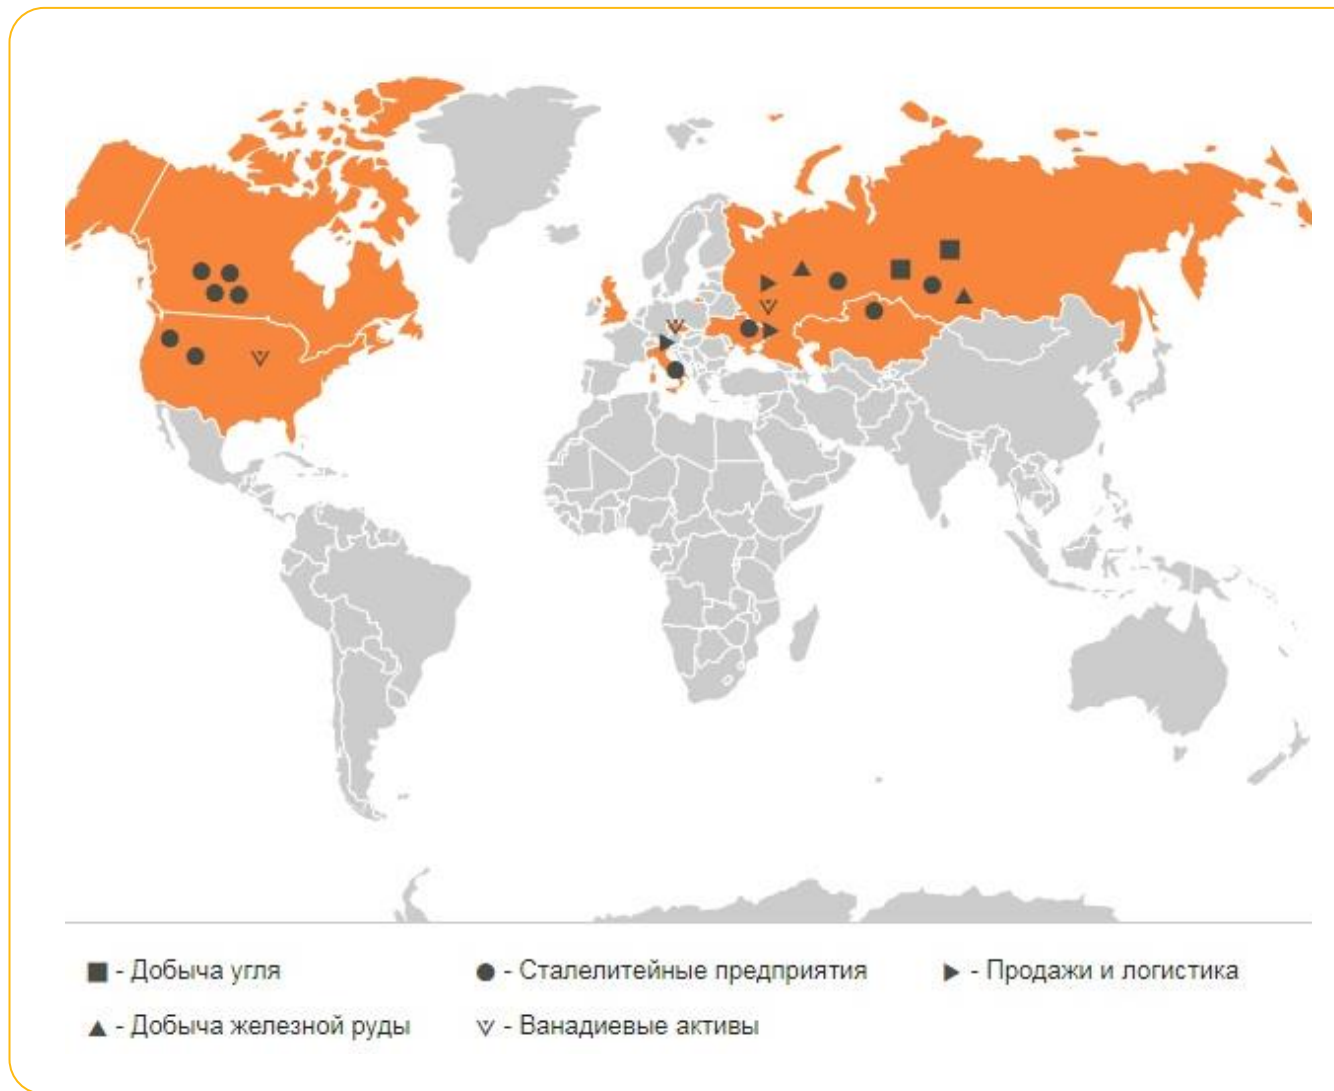 ■ - Добыча угля ● - Сталелитейные предприятия ► - Продажи и логистика
▲ - Добыча железной руды ⩔ - Ванадиевые активы